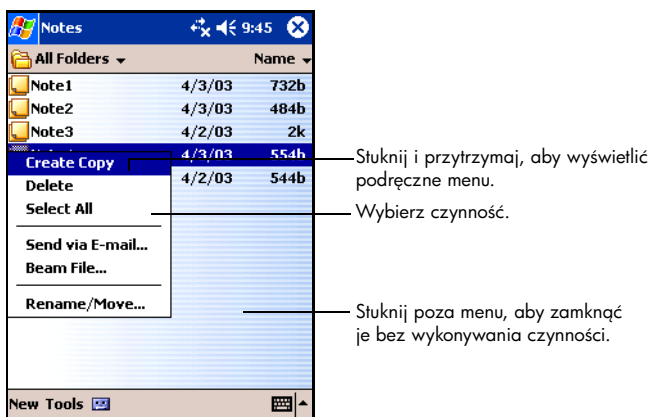 Notes 9:45
All Folders Name
Note1 4/3/03 732b
Note2 4/3/03 484b
Note3 4/2/03 2k
4/3/03 554b
4/2/03 544b
Create Copy
Delete
Select All
Send via E-mail...
Beam File...
Rename/Move...
New Tools
Stuknij i przytrzymaj, aby wyświetlić
podręczne menu.
Wybierz czynność.
Stuknij poza menu, aby zamknąć
je bez wykonywania czynności.